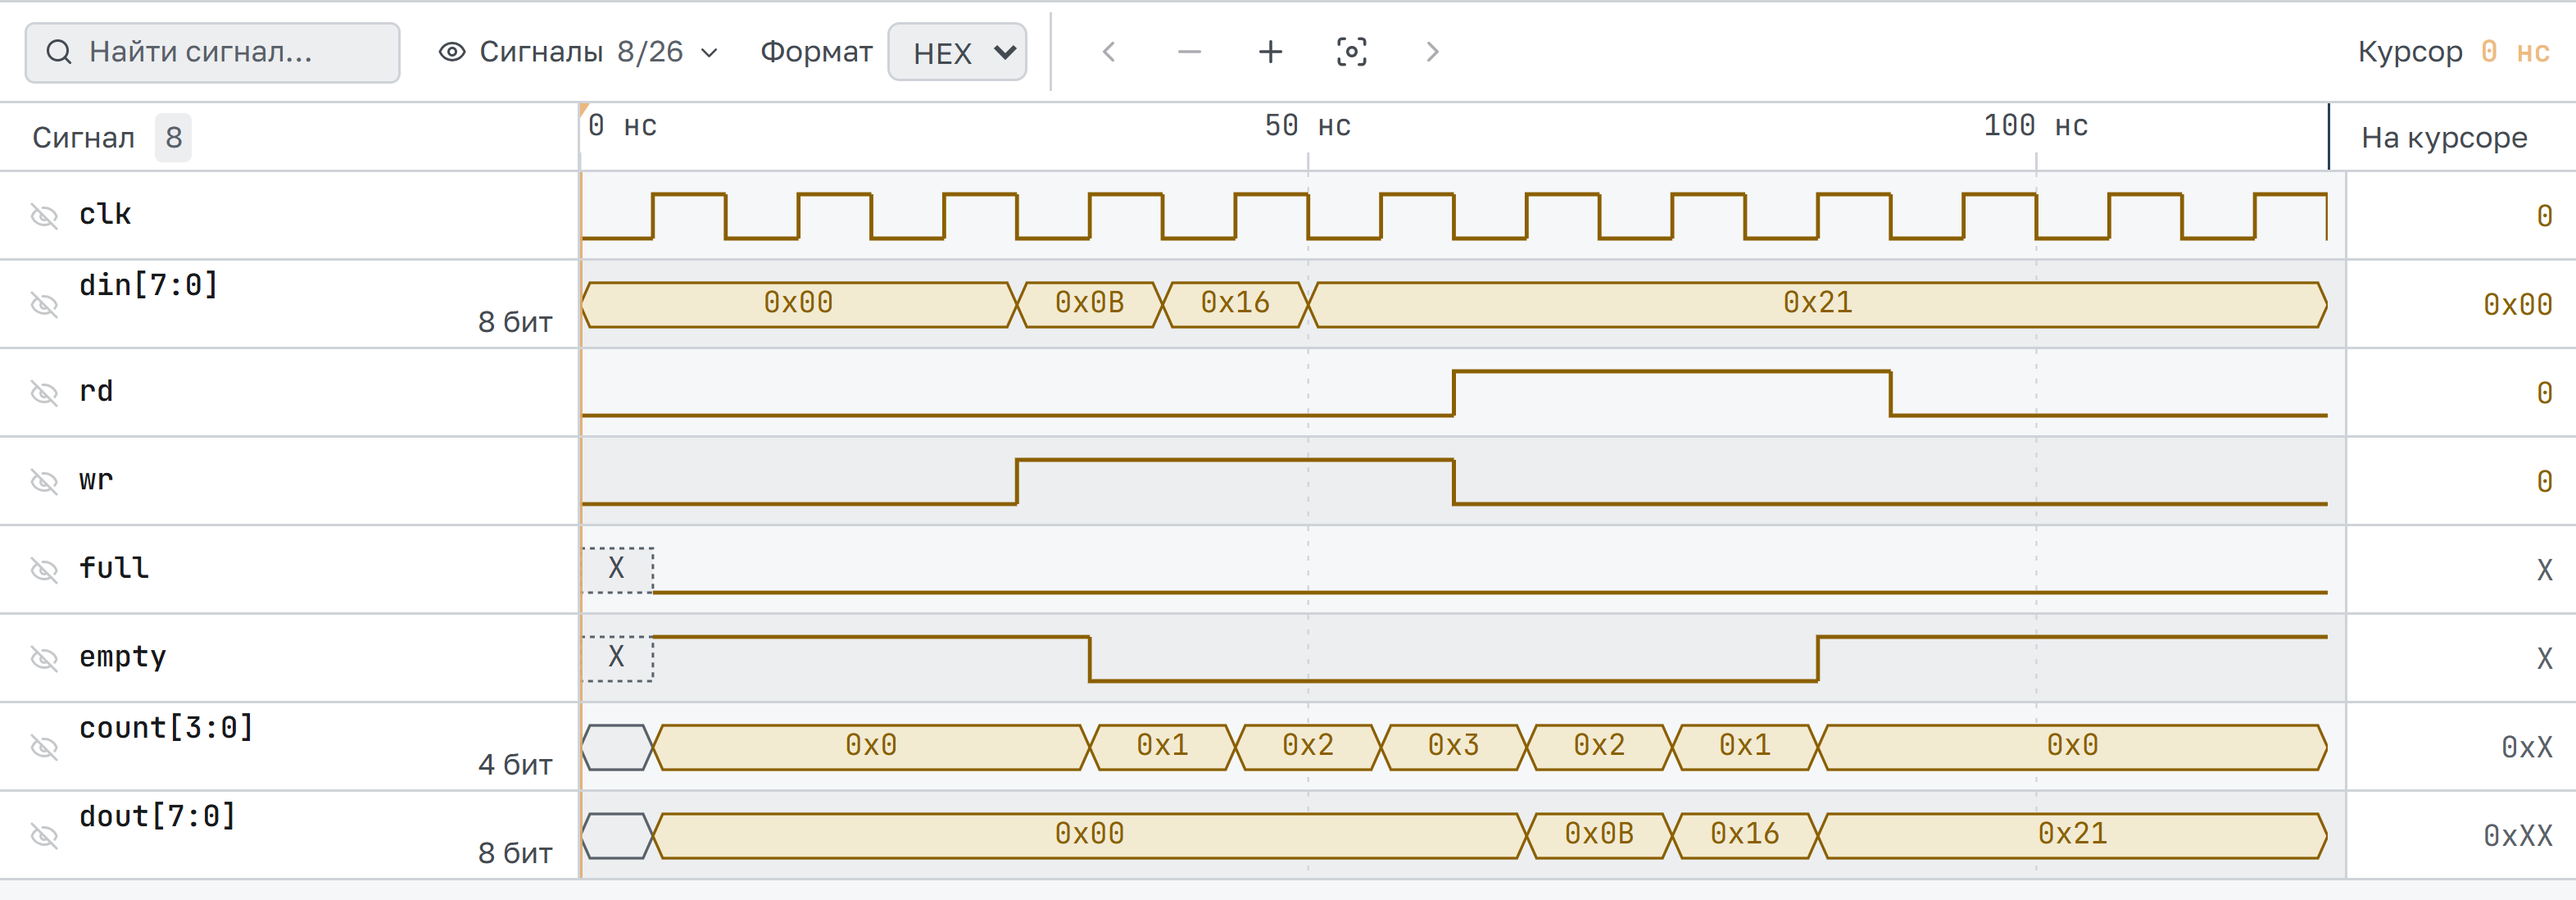 Найти сигнал... Сигналы 8/26 Формат HEX Курсор 0 нс
Сигнал 8 0 нс 50 нс 100 нс На курсоре
clk 0
din[7:0] 8 бит 0x00 0x0B 0x16 0x21 0x00
rd 0
wr 0
full X X
empty X X
count[3:0] 4 бит 0x0 0x1 0x2 0x3 0x2 0x1 0x0 0xX
dout[7:0] 8 бит 0x00 0x0B 0x16 0x21 0xXX